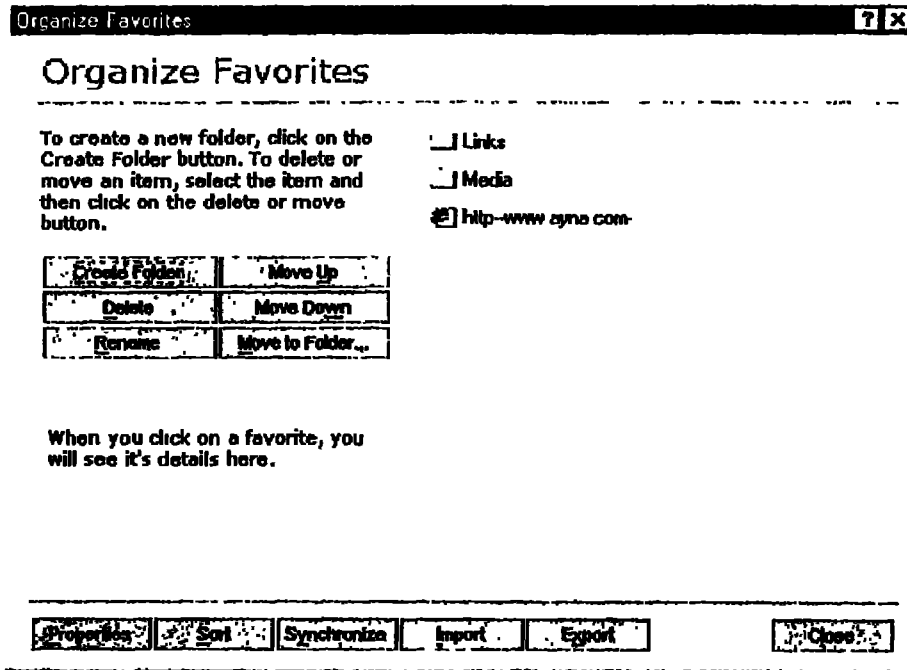 Organize Favorites
Organize Favorites
To create a new folder, click on the
Create Folder button. To delete or
move an item, select the item and
then click on the delete or move
button.
Links
Media
http--www ayna com-
Create Folder
Move Up
Delete
Move Down
Rename
Move to Folder...
When you click on a favorite, you
will see it's details here.
Properties
Sort
Synchronize
Import
Export
Close